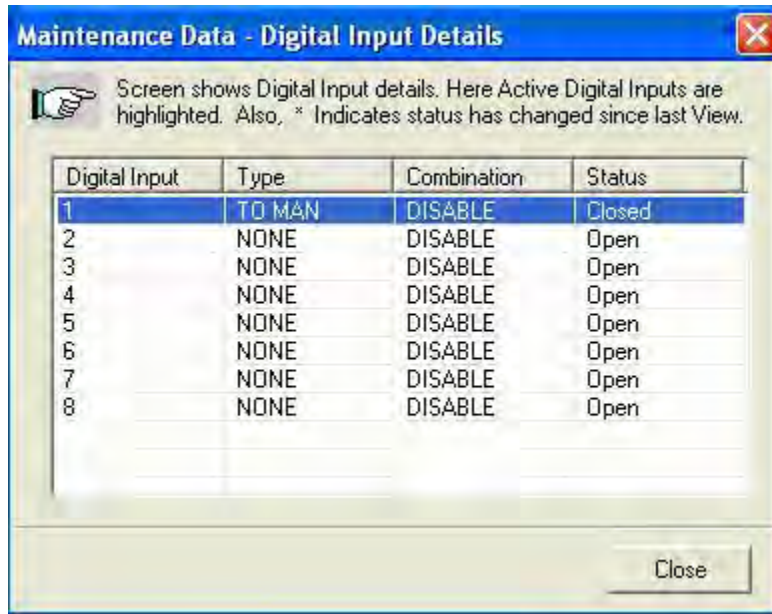 Maintenance Data - Digital Input Details
Screen shows Digital Input details. Here Active Digital Inputs are
highlighted. Also, * Indicates status has changed since last View.
Digital Input Type Combination Status
1 TO MAN DISABLE Closed
2 NONE DISABLE Open
3 NONE DISABLE Open
4 NONE DISABLE Open
5 NONE DISABLE Open
6 NONE DISABLE Open
7 NONE DISABLE Open
8 NONE DISABLE Open
Close